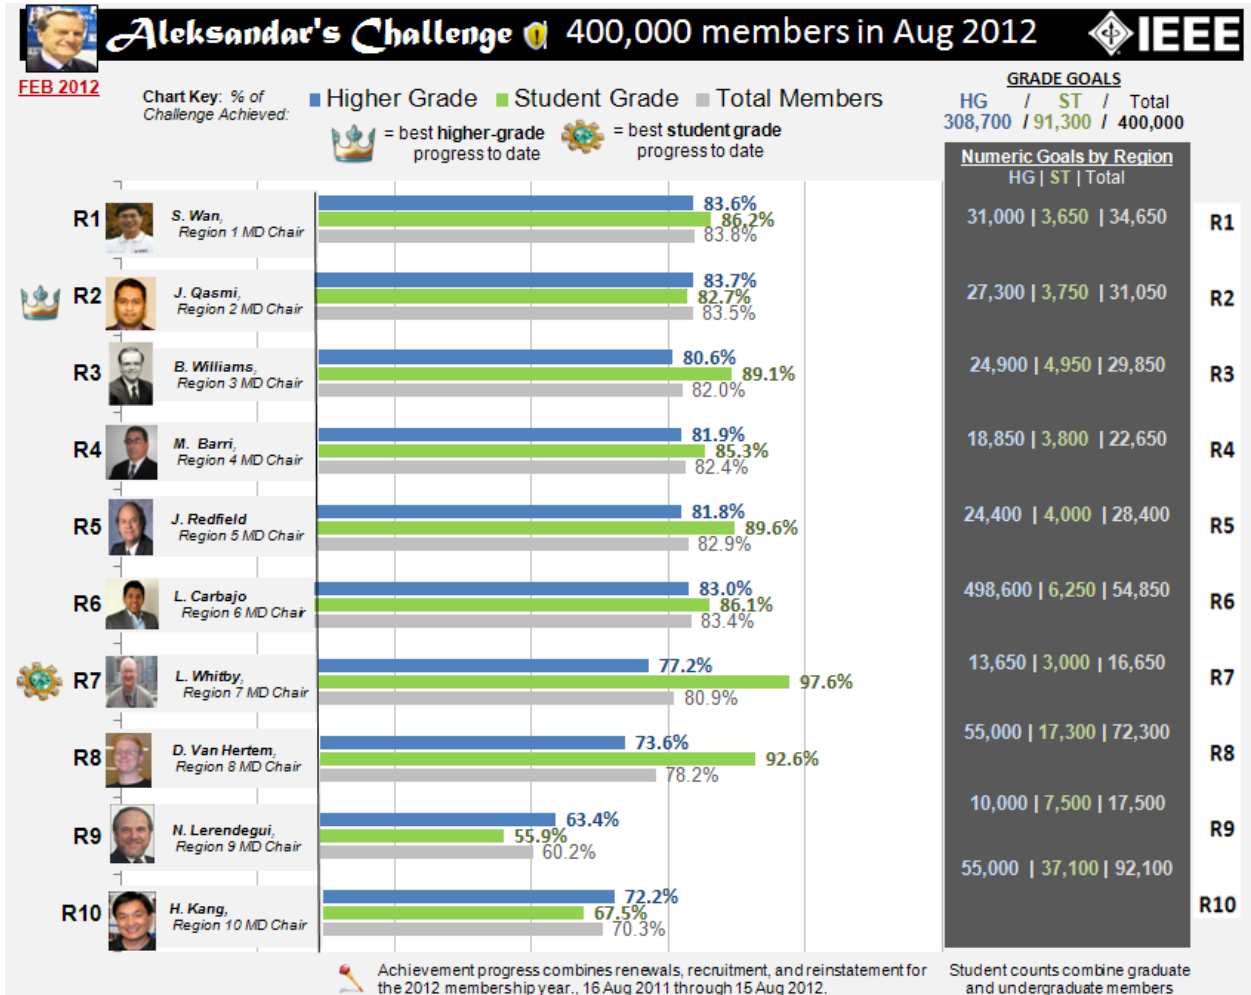 Aleksandar's Challenge 400,000 members in Aug 2012 IEEE
FEB 2012
Chart Key: % of
Challenge Achieved:
Higher Grade Student Grade Total Members
= best higher-grade
progress to date
= best student grade
progress to date
GRADE GOALS
HG / ST / Total
308,700 / 91,300 / 400,000
Numeric Goals by Region
HG | ST | Total
R1
S. Wan,
Region 1 MD Chair
83.6%
86.2%
83.8%
31,000 | 3,650 | 34,650
R1
R2
J. Qasmi,
Region 2 MD Chair
83.7%
82.7%
83.5%
27,300 | 3,750 | 31,050
R2
R3
B. Williams,
Region 3 MD Chair
80.6%
89.1%
82.0%
24,900 | 4,950 | 29,850
R3
R4
M. Barri,
Region 4 MD Chair
81.9%
85.3%
82.4%
18,850 | 3,800 | 22,650
R4
R5
J. Redfield
Region 5 MD Chair
81.8%
89.6%
82.9%
24,400 | 4,000 | 28,400
R5
R6
L. Carbajo
Region 6 MD Chair
83.0%
86.1%
83.4%
498,600 | 6,250 | 54,850
R6
R7
L. Whitby,
Region 7 MD Chair
77.2%
97.6%
80.9%
13,650 | 3,000 | 16,650
R7
R8
D. Van Hertem,
Region 8 MD Chair
73.6%
92.6%
78.2%
55,000 | 17,300 | 72,300
R8
R9
N. Lerendegui,
Region 9 MD Chair
63.4%
55.9%
60.2%
10,000 | 7,500 | 17,500
R9
R10
H. Kang,
Region 10 MD Chair
72.2%
67.5%
70.3%
55,000 | 37,100 | 92,100
R10
Achievement progress combines renewals, recruitment, and reinstatement for
the 2012 membership year., 16 Aug 2011 through 15 Aug 2012.
Student counts combine graduate
and undergraduate members